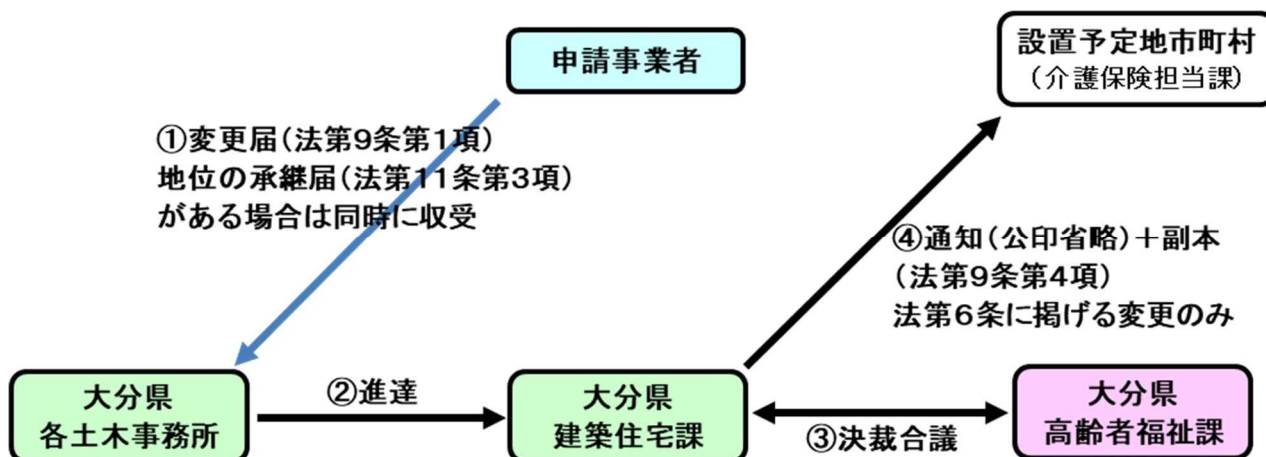 申請事業者
設置予定地市町村
(介護保険担当課)
①変更届(法第9条第1項)
地位の承継届(法第11条第3項)
がある場合は同時に収受
④通知(公印省略)+副本
(法第9条第4項)
法第6条に掲げる変更のみ
大分県
各土木事務所
②進達
大分県
建築住宅課
③決裁合議
大分県
高齢者福祉課